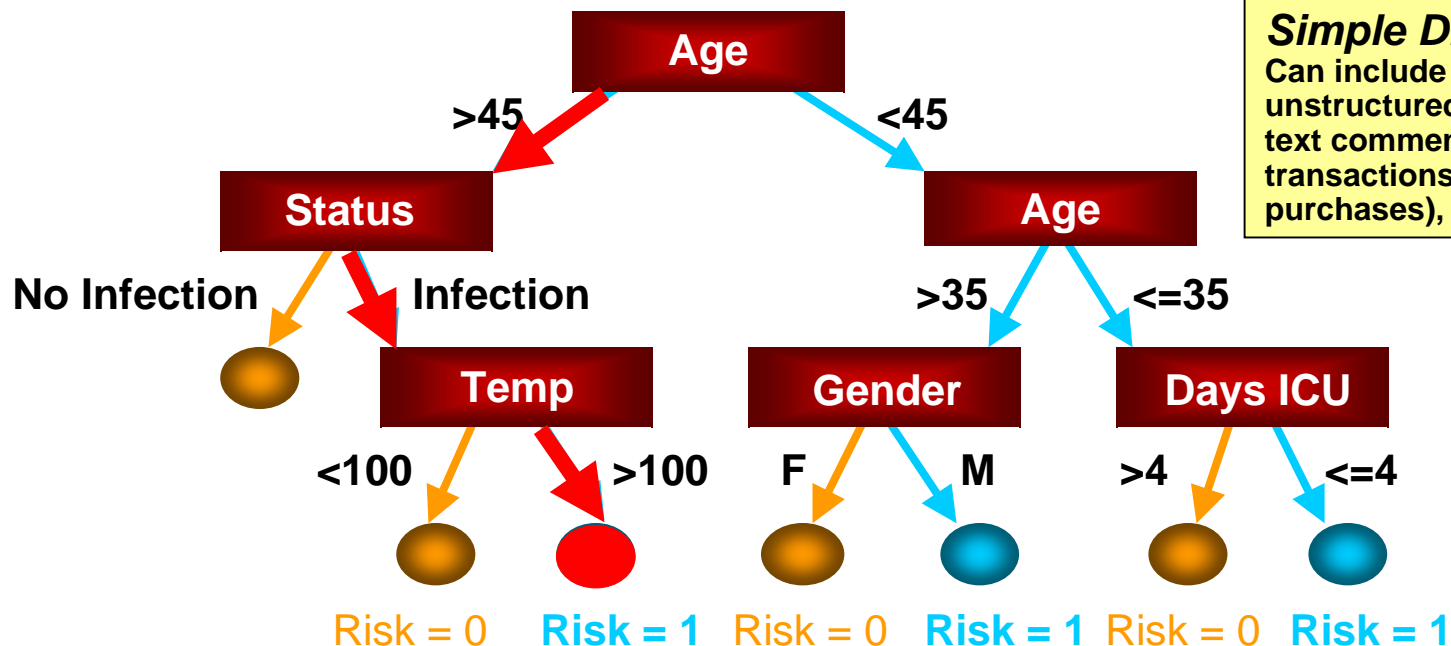 Age
Simple D
Can include
unstructured
text commen
transactions
purchases),
>45
<45
Status
Age
No Infection
Infection
>35
<=35
Temp
Gender
Days ICU
<100
>100
F
M
>4
<=4
Risk = 0 Risk = 1 Risk = 0 Risk = 1 Risk = 0 Risk = 1